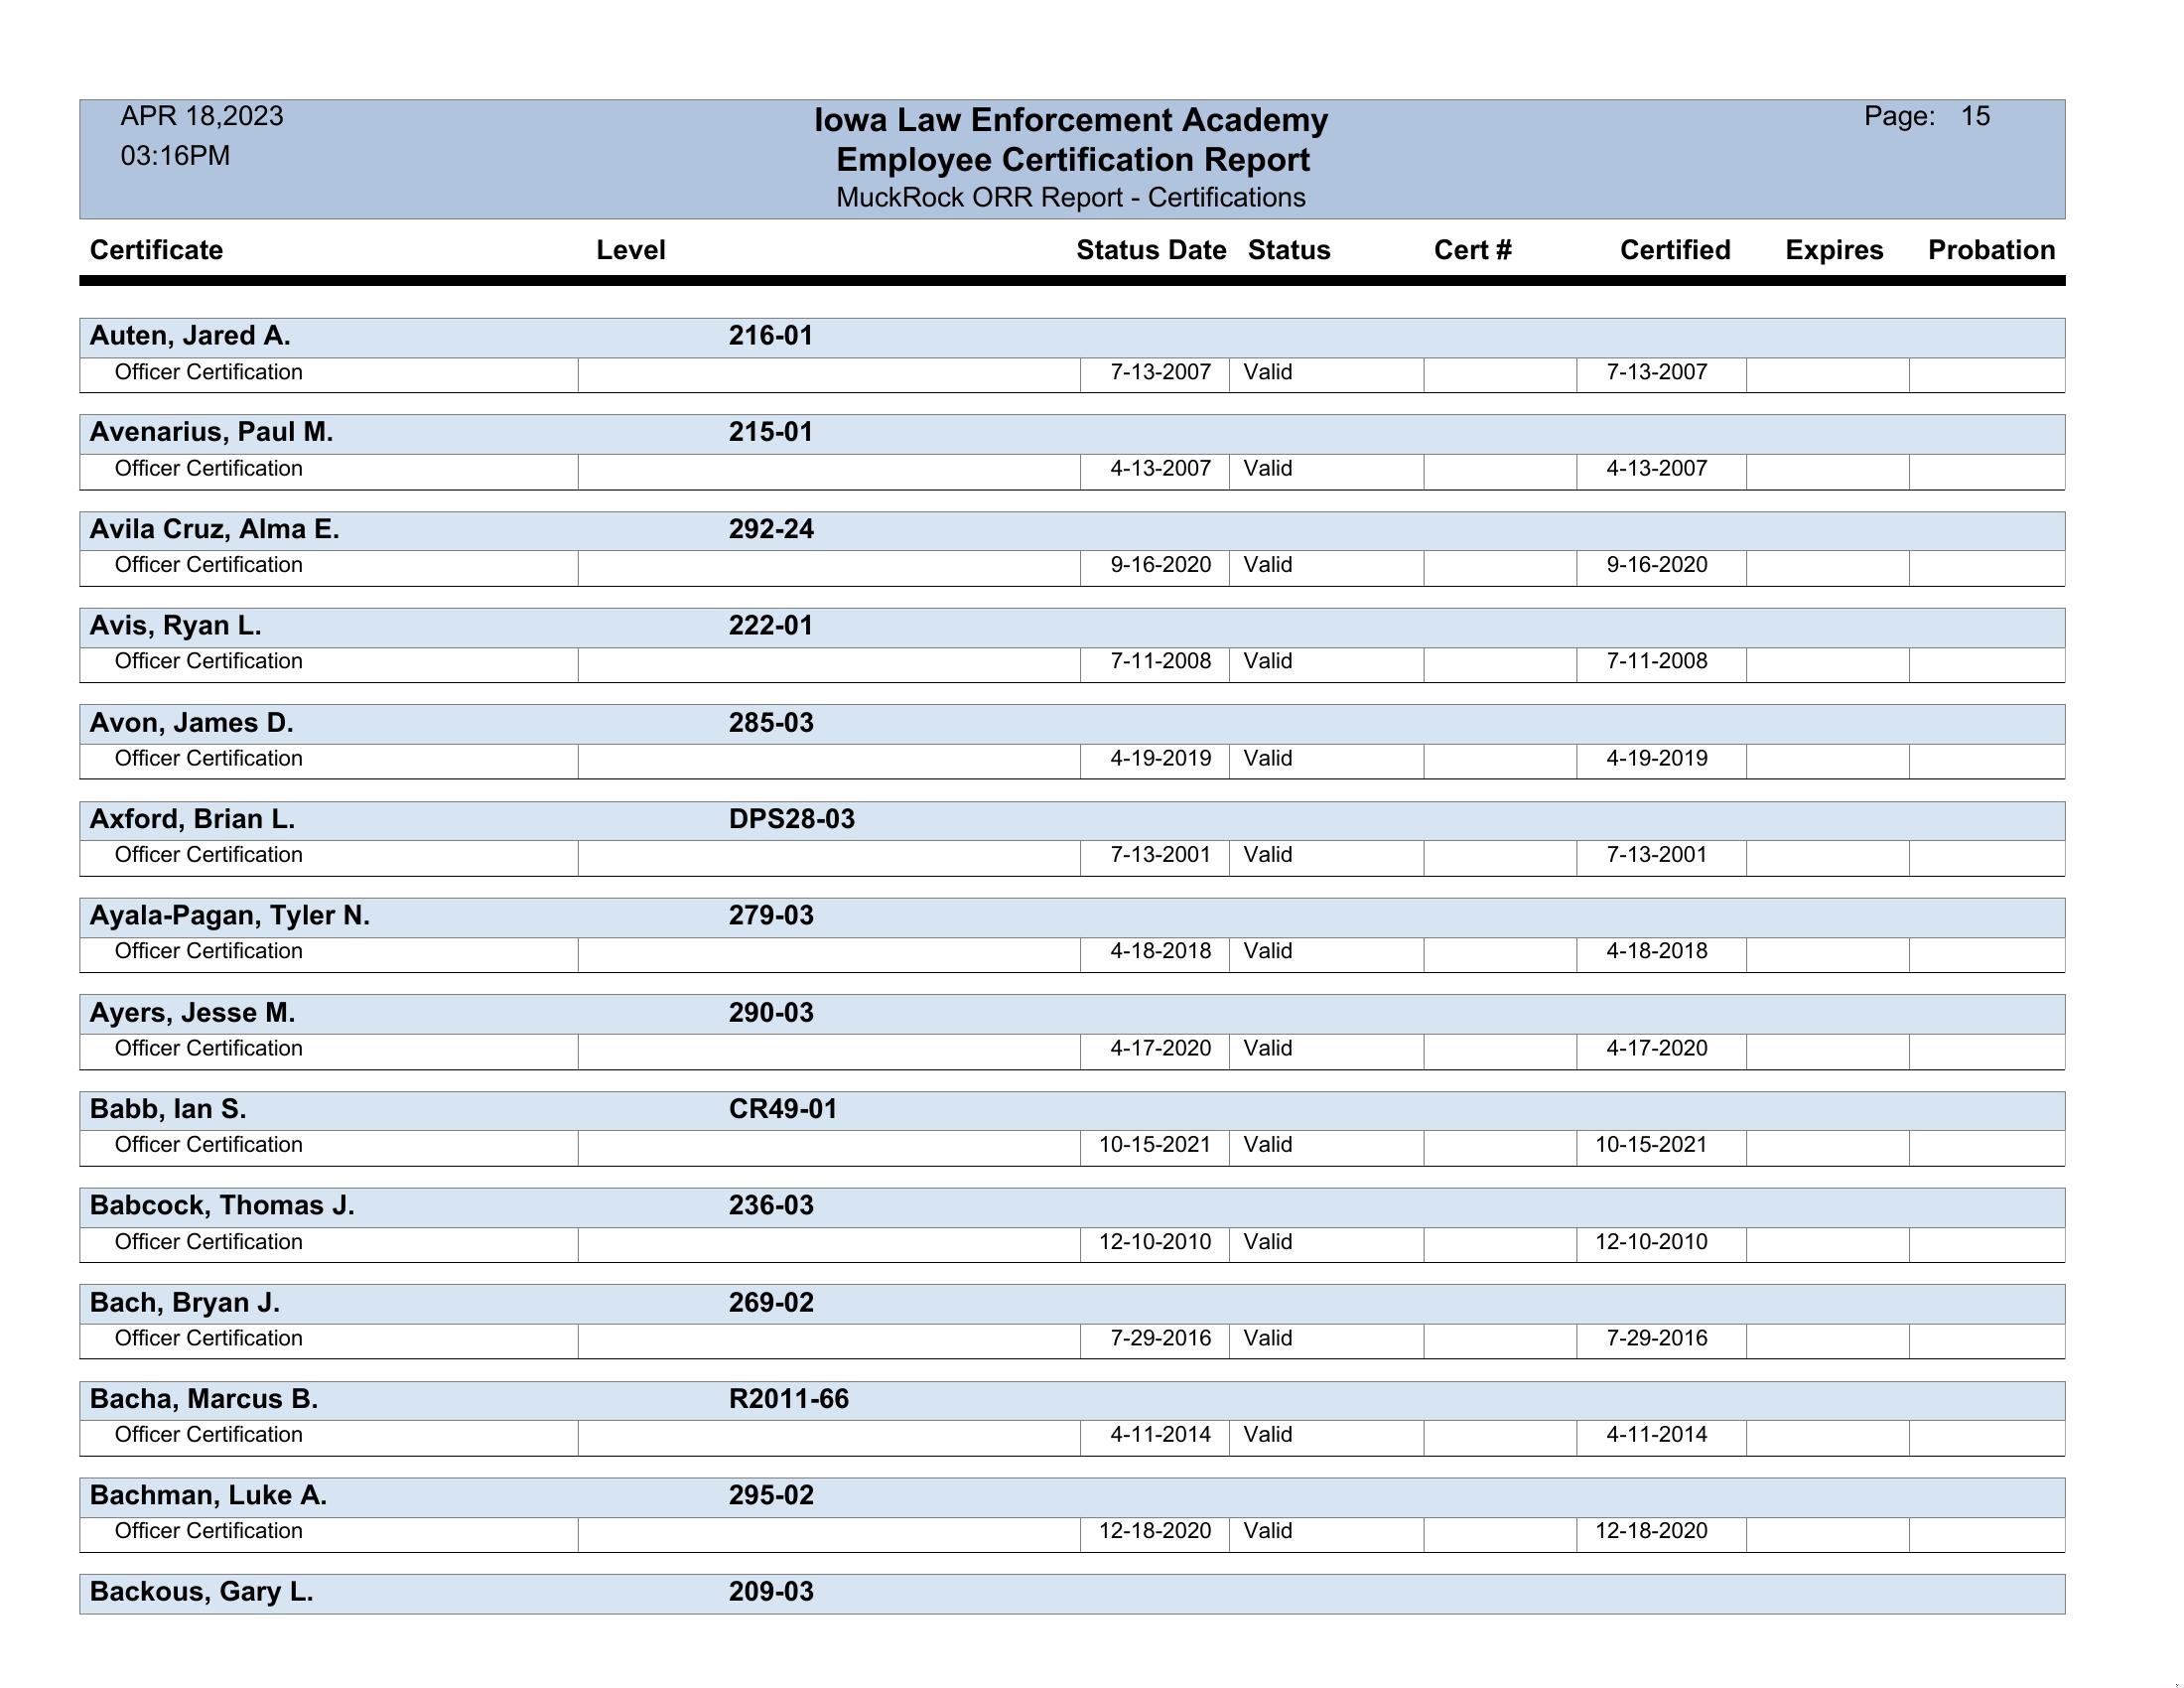 APR 18,2023 Iowa Law Enforcement Academy Page: 15
03:16PM Employee Certification Report
MuckRock ORR Report - Certifications
Certificate Level Status Date Status Cert # Certified Expires Probation
Auten, Jared A. 216-01
Officer Certification 7-13-2007 Valid 7-13-2007
Avenarius, Paul M. 215-01
Officer Certification 4-13-2007 Valid 4-13-2007
Avila Cruz, Alma E. 292-24
Officer Certification 9-16-2020 Valid 9-16-2020
Avis, Ryan L. 222-01
Officer Certification 7-11-2008 Valid 7-11-2008
Avon, James D. 285-03
Officer Certification 4-19-2019 Valid 4-19-2019
Axford, Brian L. DPS28-03
Officer Certification 7-13-2001 Valid 7-13-2001
Ayala-Pagan, Tyler N. 279-03
Officer Certification 4-18-2018 Valid 4-18-2018
Ayers, Jesse M. 290-03
Officer Certification 4-17-2020 Valid 4-17-2020
Babb, Ian S. CR49-01
Officer Certification 10-15-2021 Valid 10-15-2021
Babcock, Thomas J. 236-03
Officer Certification 12-10-2010 Valid 12-10-2010
Bach, Bryan J. 269-02
Officer Certification 7-29-2016 Valid 7-29-2016
Bacha, Marcus B. R2011-66
Officer Certification 4-11-2014 Valid 4-11-2014
Bachman, Luke A. 295-02
Officer Certification 12-18-2020 Valid 12-18-2020
Backous, Gary L. 209-03